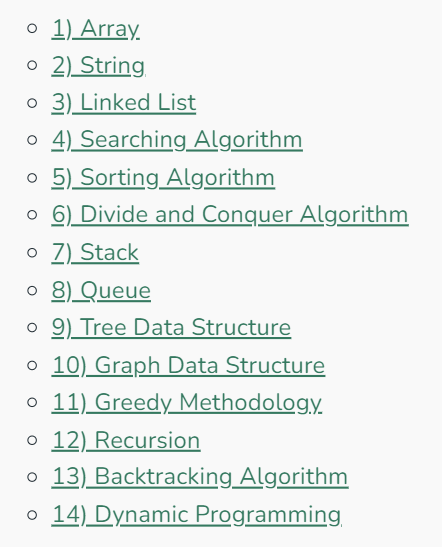 1) Array
2) String
3) Linked List
4) Searching Algorithm
5) Sorting Algorithm
6) Divide and Conquer Algorithm
7) Stack
8) Queue
9) Tree Data Structure
10) Graph Data Structure
11) Greedy Methodology
12) Recursion
13) Backtracking Algorithm
14) Dynamic Programming